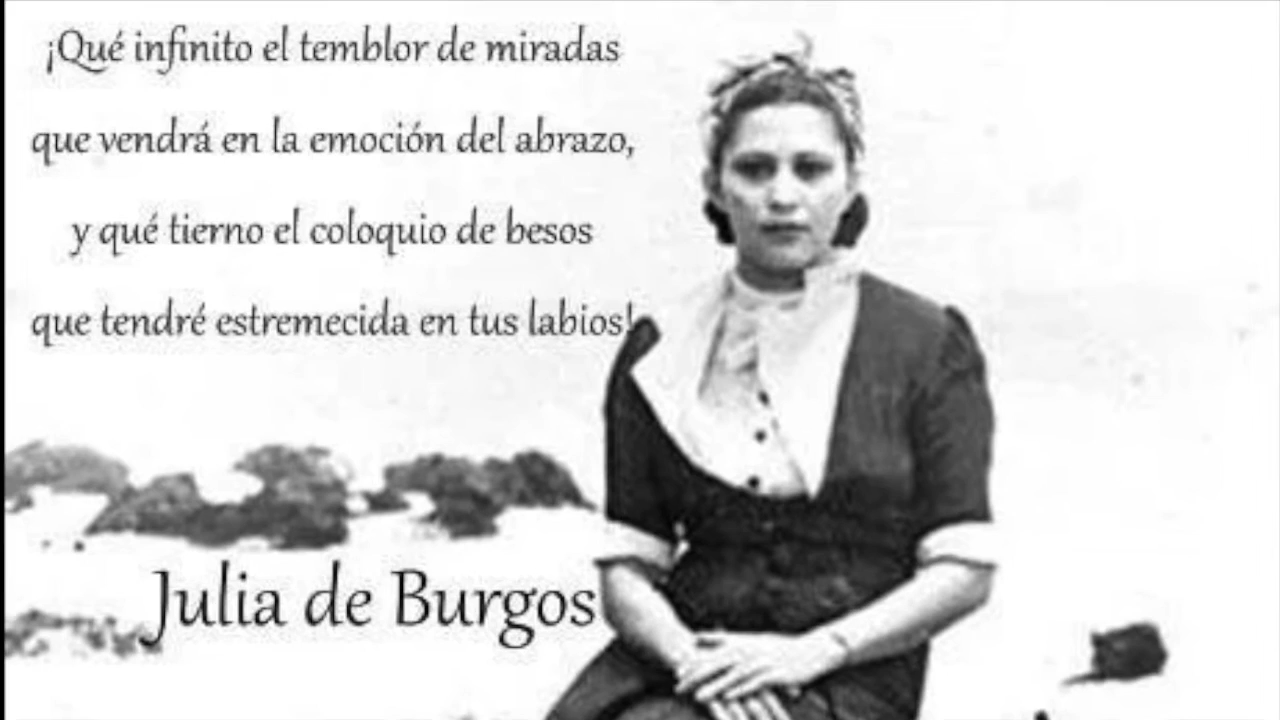 ¡Qué infinito el temblor de miradas
que vendrá en la emoción del abrazo,
y qué tierno el coloquio de besos
que tendré estremecida en tus labios!
Julia de Burgos